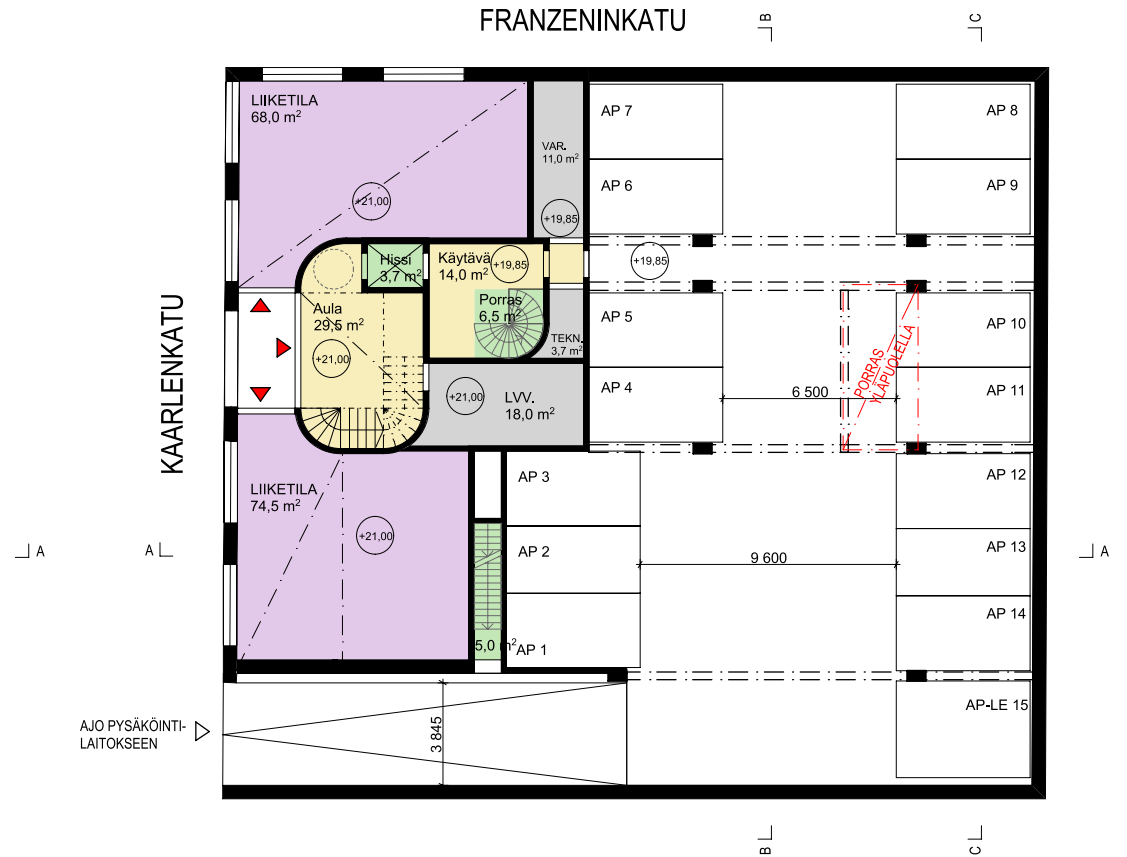 FRANZENINKATU
B
C
LIIKETILA
68,0 m²
VAR.
11,0 m²
AP 7
AP 8
AP 6
AP 9
+21,00
+19,85
Hissi
3,7 m²
Käytävä
14,0 m²
+19,85
+19,85
KAARLENKATU
Aula
29,5 m²
+21,00
Porras
6,5 m²
TEKN.
3,7 m²
AP 5
AP 10
PORRAS
YLÄPUOLELLA
AP 4
6 500
AP 11
+21,00
LVV.
18,0 m²
LIIKETILA
74,5 m²
+21,00
AP 3
AP 12
A
A
AP 2
9 600
AP 13
A
AP 14
5,0 m²
AP 1
AP-LE 15
AJO PYSÄKÖINTI-
LAITOKSEEN
3 845
B
C